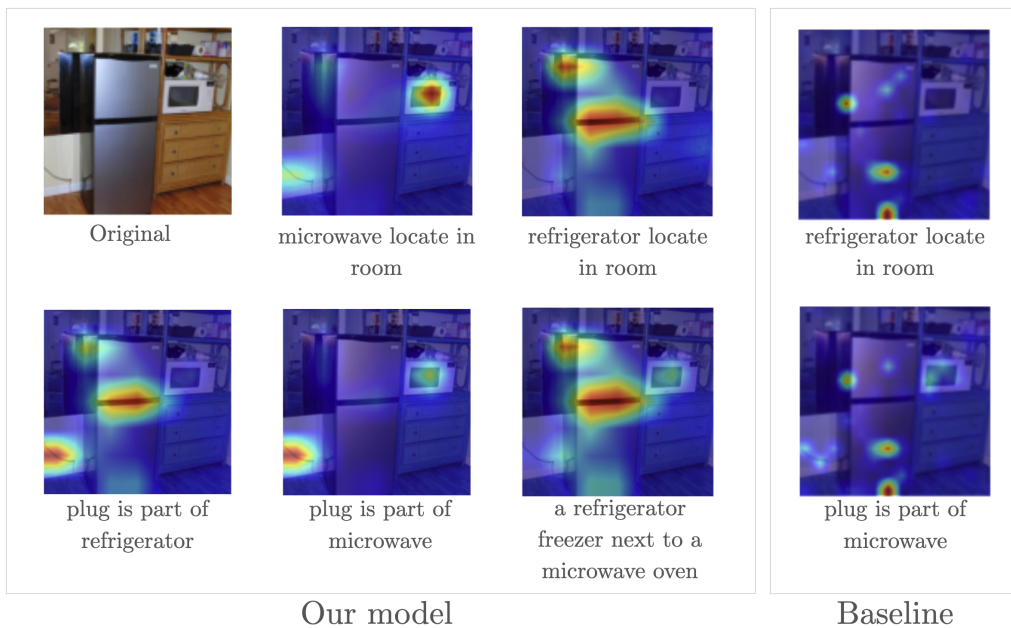 Original
microwave locate in
room
refrigerator locate
in room
refrigerator locate
in room
plug is part of
refrigerator
plug is part of
microwave
a refrigerator
freezer next to a
microwave oven
plug is part of
microwave
Our model
Baseline